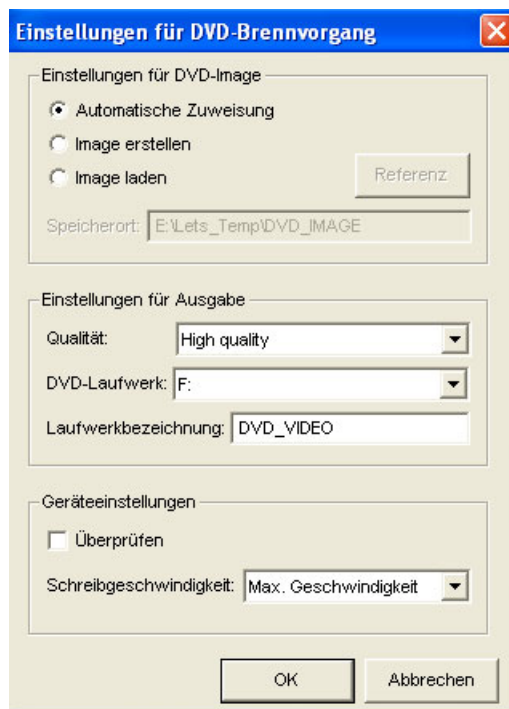 Einstellungen für DVD-Brennvorgang
Einstellungen für DVD-Image
Automatische Zuweisung
Image erstellen
Image laden
Referenz
Speicherort: E:\Lets_Temp\DVD_IMAGE
Einstellungen für Ausgabe
Qualität: High quality
DVD-Laufwerk: F:
Laufwerkbezeichnung: DVD_VIDEO
Geräteeinstellungen
Überprüfen
Schreibgeschwindigkeit: Max. Geschwindigkeit
OK Abbrechen